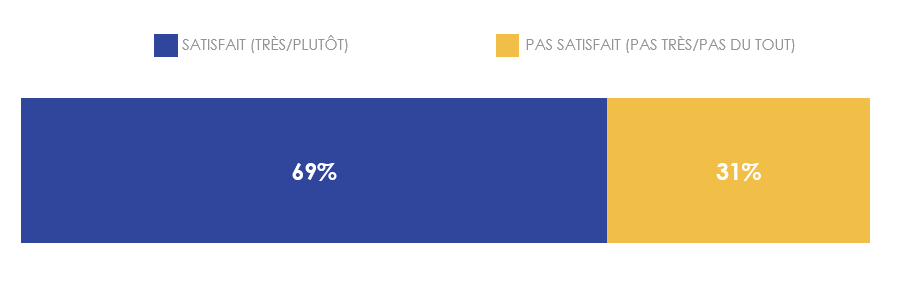 SATISFAIT (TRÈS/PLUTÔT)
PAS SATISFAIT (PAS TRÈS/PAS DU TOUT)
69%
31%